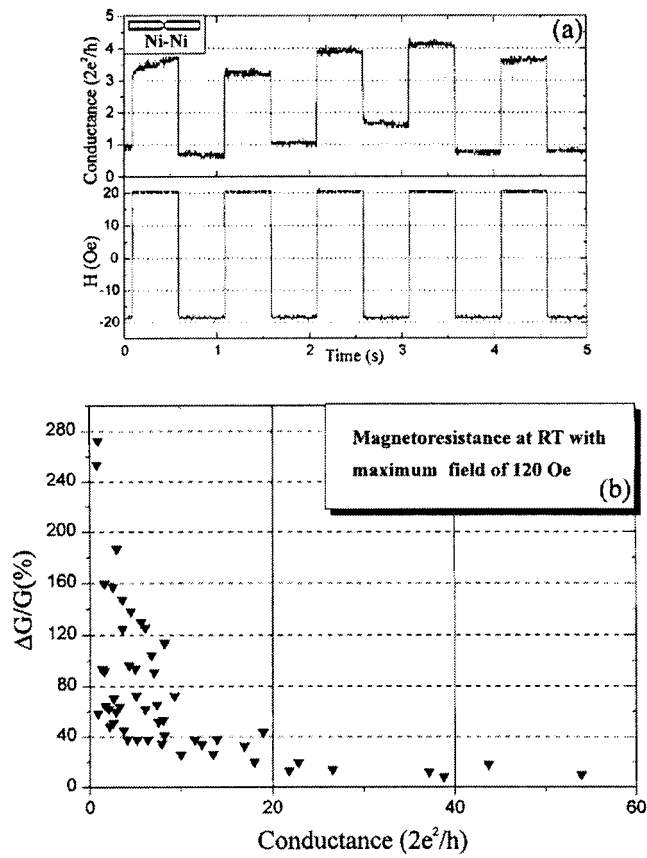 5
4
3
2
1
0
Conductance (2e²/h)
Ni-Ni
(a)
20
10
0
-10
-20
H (Oe)
0
1
2
3
4
5
Time (s)
280
240
200
160
120
80
40
0
ΔG/G(%)
Magnetoresistance at RT with
maximum field of 120 Oe
(b)
0
20
40
60
Conductance (2e²/h)